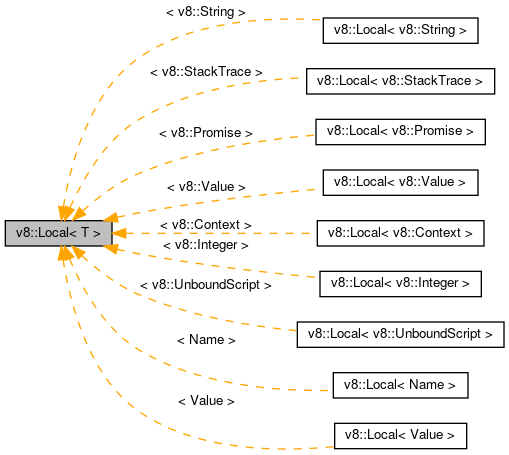 < v8::String >
v8::Local< v8::String >
< v8::StackTrace >
v8::Local< v8::StackTrace >
< v8::Promise >
v8::Local< v8::Promise >
< v8::Value >
v8::Local< v8::Value >
v8::Local< T >
< v8::Context >
v8::Local< v8::Context >
< v8::Integer >
v8::Local< v8::Integer >
< v8::UnboundScript >
v8::Local< v8::UnboundScript >
< Name >
v8::Local< Name >
< Value >
v8::Local< Value >